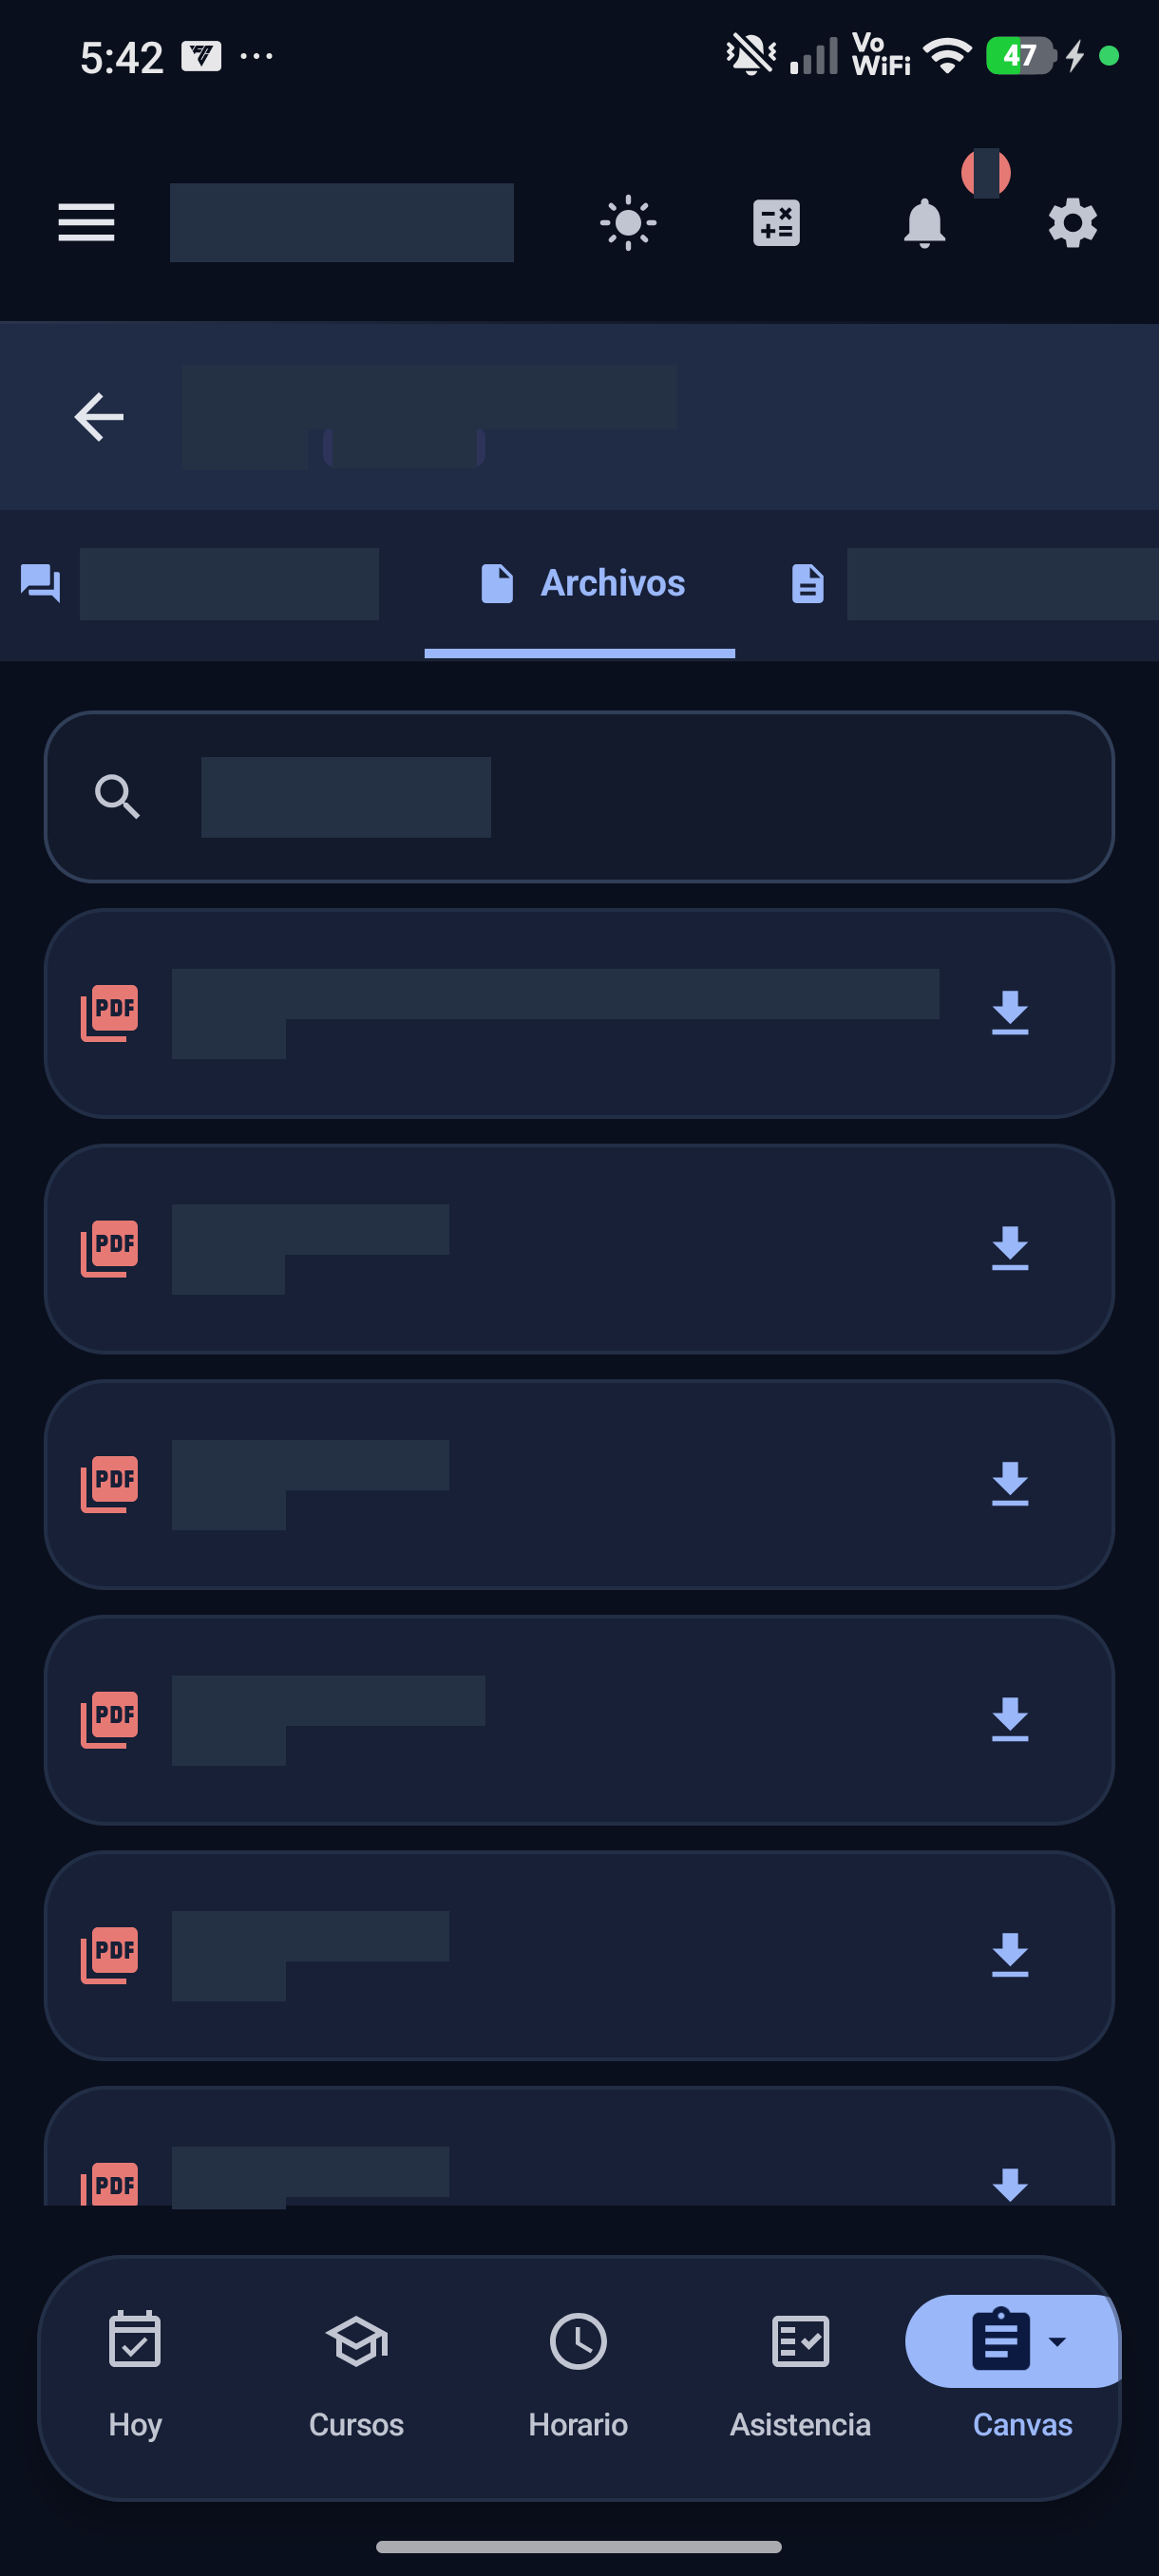 5:42
Vo
WiFi
47
Archivos
PDF
PDF
PDF
PDF
PDF
PDF
Hoy
Cursos
Horario
Asistencia
Canvas